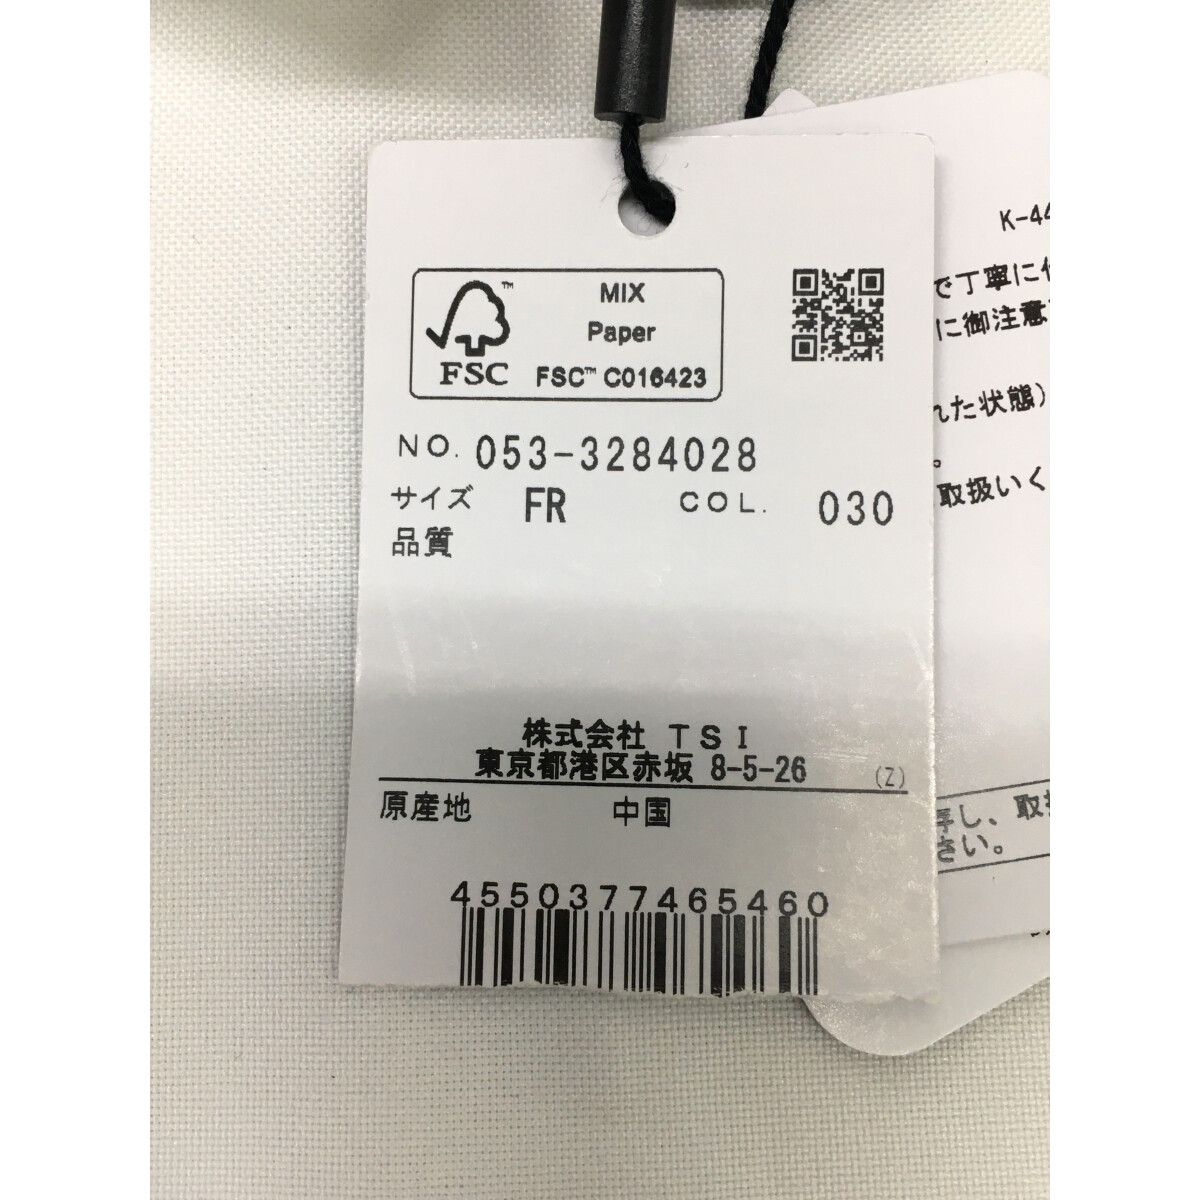 MIX
Paper
FSC™ C016423
™
FSC
NO. 053-3284028
サイズ FR COL. 030
品質
株式会社 TSI
東京都港区赤坂 8-5-26 (Z)
原産地 中国
4550377465460
K-44
で丁寧に
に御注意
れた状態)
。
取扱いく
し、取
さい。